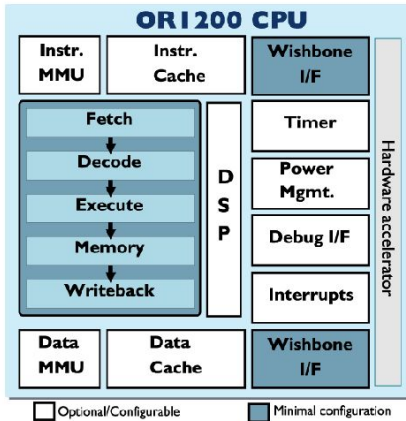 OR1200 CPU
Instr.
MMU
Instr.
Cache
Wishbone
I/F
Fetch
Decode
Execute
Memory
Writeback
D
S
P
Timer
Power
Mgmt.
Debug I/F
Interrupts
Data
MMU
Data
Cache
Wishbone
I/F
Hardware accelerator
Optional/Configurable
Minimal configuration